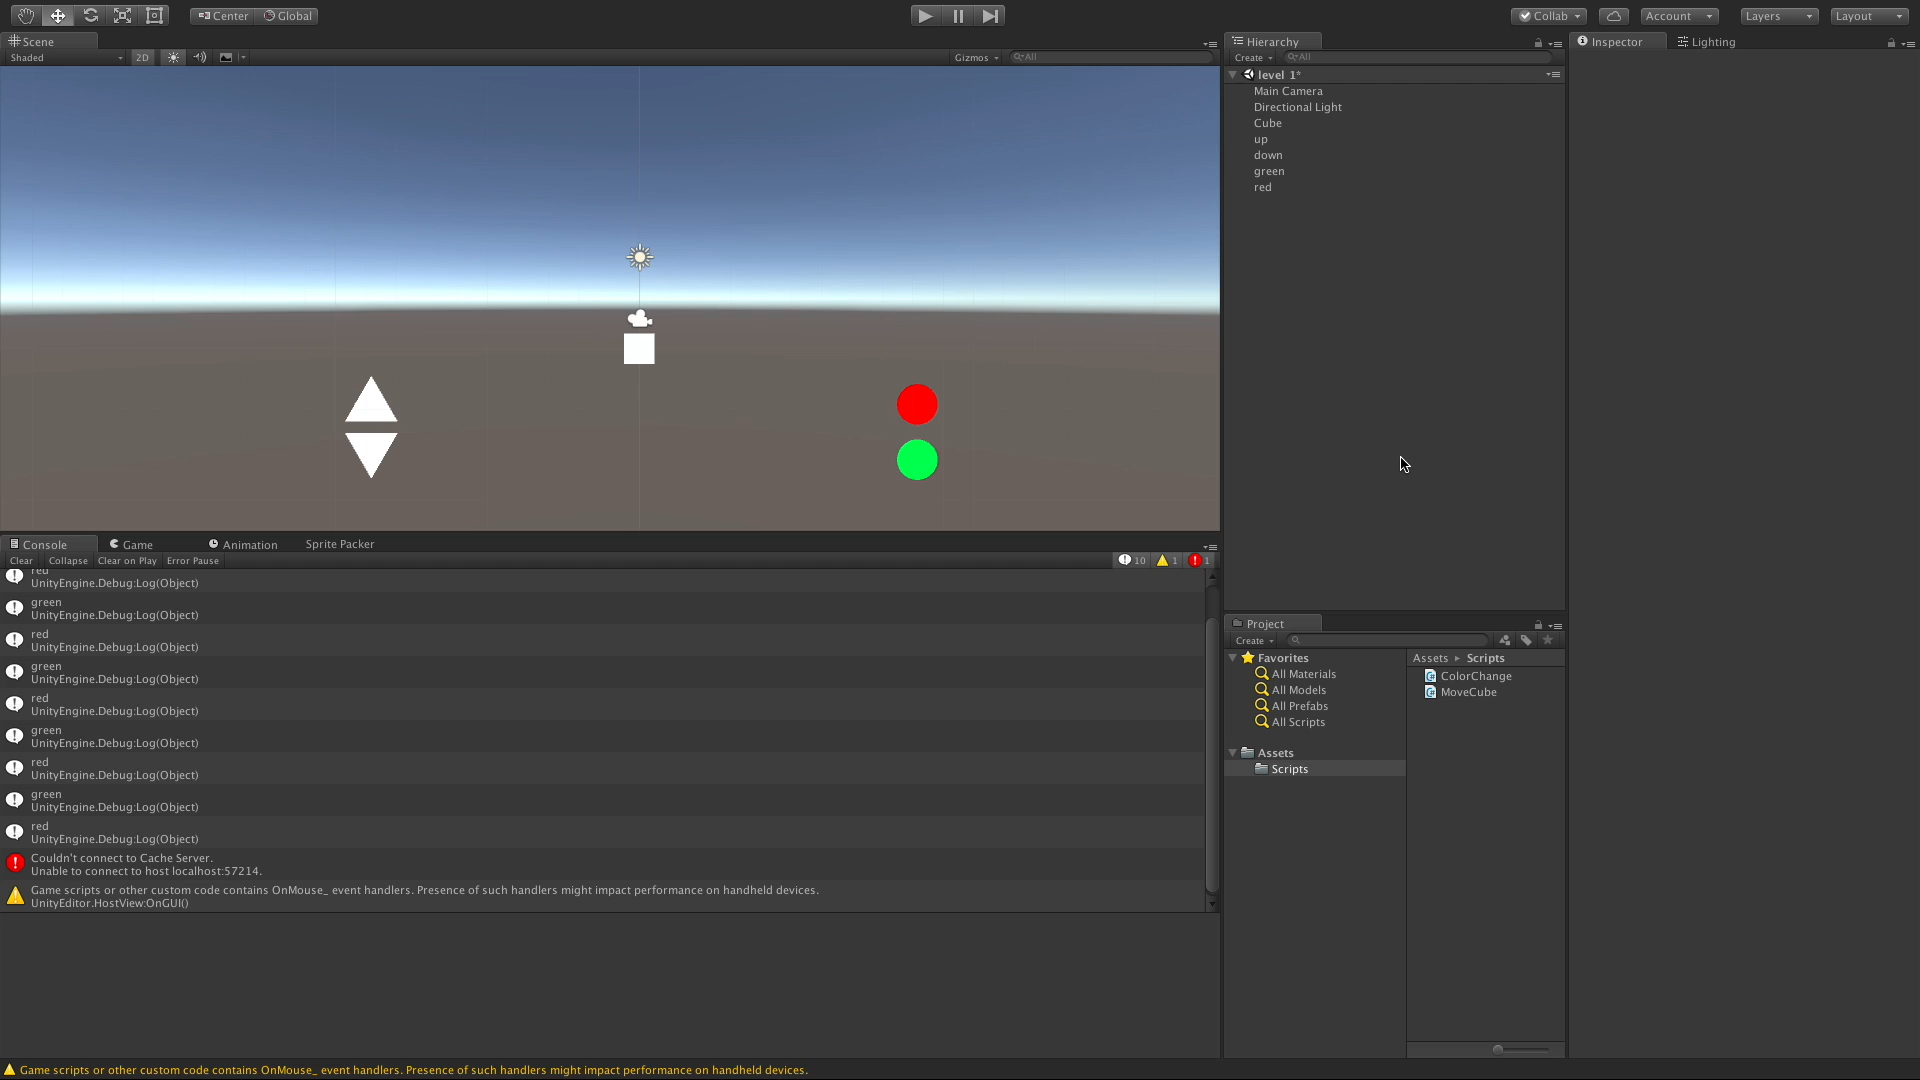 Center Global
Collab Account Layers Layout
Scene
Shaded 2D Gizmos All
Hierarchy
Create All
level 1*
Main Camera
Directional Light
Cube
up
down
green
red
Inspector Lighting
Console Game Animation Sprite Packer
Clear Collapse Clear on Play Error Pause 10 1 1
red
UnityEngine.Debug:Log(Object)
green
UnityEngine.Debug:Log(Object)
red
UnityEngine.Debug:Log(Object)
green
UnityEngine.Debug:Log(Object)
red
UnityEngine.Debug:Log(Object)
green
UnityEngine.Debug:Log(Object)
red
UnityEngine.Debug:Log(Object)
green
UnityEngine.Debug:Log(Object)
red
UnityEngine.Debug:Log(Object)
Couldn't connect to Cache Server.
Unable to connect to host localhost:57214.
Game scripts or other custom code contains OnMouse_ event handlers. Presence of such handlers might impact performance on handheld devices.
UnityEditor.HostView:OnGUI()
Project
Create
Favorites
All Materials
All Models
All Prefabs
All Scripts
Assets
Scripts
Assets ▸ Scripts
ColorChange
MoveCube
Game scripts or other custom code contains OnMouse_ event handlers. Presence of such handlers might impact performance on handheld devices.